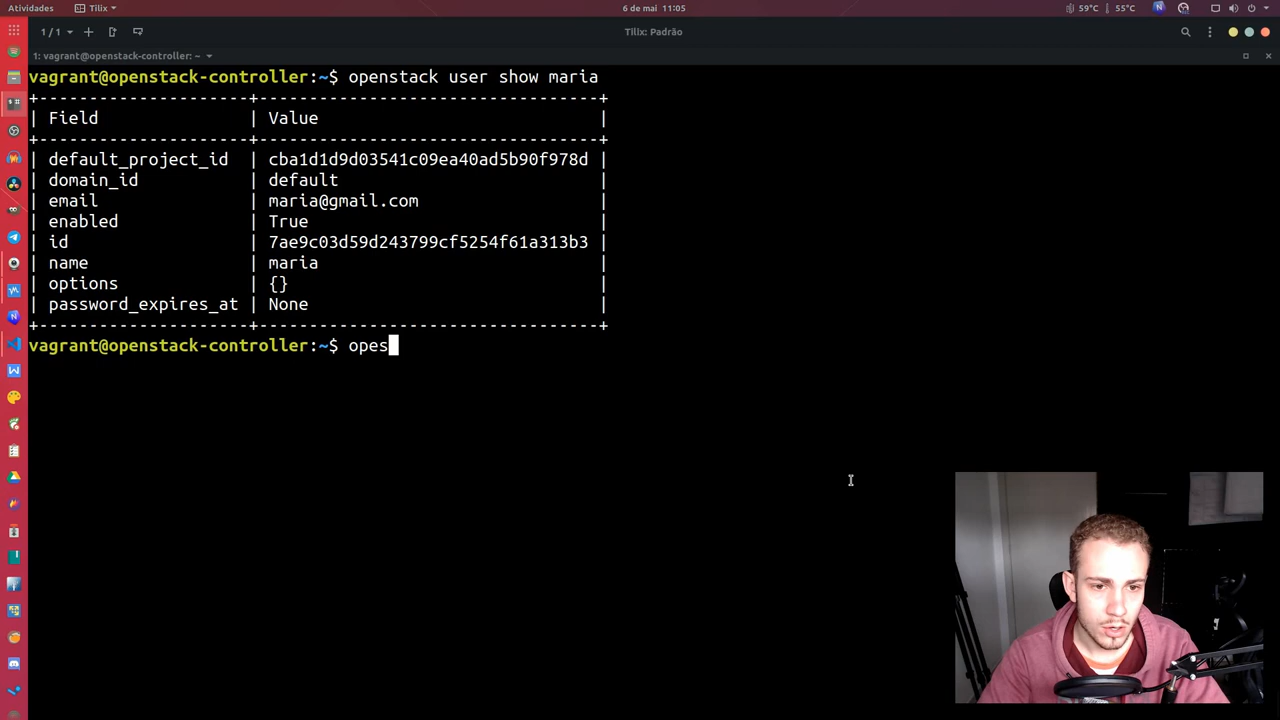 Atividades
Tilix
6 de mai 11:05
59°C
55°C
1/1
Tilix: Padrão
1: vagrant@openstack-controller: ~
vagrant@openstack-controller:~$ openstack user show maria
+----------------------+-----------------------------------+
| Field | Value |
+----------------------+-----------------------------------+
| default_project_id | cba1d1d9d03541c09ea40ad5b90f978d |
| domain_id | default |
| email | maria@gmail.com |
| enabled | True |
| id | 7ae9c03d59d243799cf5254f61a313b3 |
| name | maria |
| options | {} |
| password_expires_at | None |
+----------------------+-----------------------------------+
vagrant@openstack-controller:~$ opes